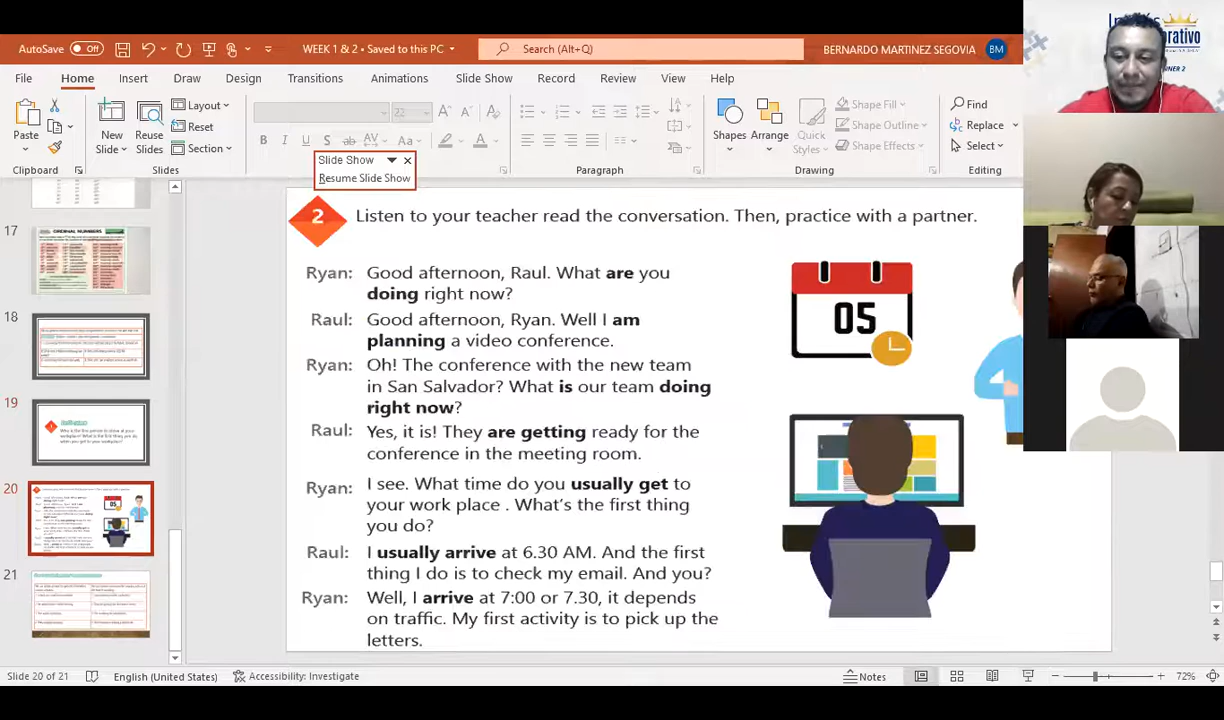 AutoSave Off WEEK 1 & 2 • Saved to this PC Search (Alt+Q) BERNARDO MARTINEZ SEGOVIA BM
File Home Insert Draw Design Transitions Animations Slide Show Record Review View Help
Paste
Clipboard
New Slide
Reuse Slides
Layout
Reset
Section
Slides
22
Slide Show
Resume Slide Show
Paragraph
Shapes
Arrange
Quick Styles
Shape Fill
Shape Outline
Shape Effects
Drawing
Find
Replace
Select
Editing
17
ORDINAL NUMBERS
18
19
20
21
2
Listen to your teacher read the conversation. Then, practice with a partner.
Ryan: Good afternoon, Raul. What are you
doing right now?
Raul: Good afternoon, Ryan. Well I am
planning a video conference.
Ryan: Oh! The conference with the new team
in San Salvador? What is our team doing
right now?
Raul: Yes, it is! They are getting ready for the
conference in the meeting room.
Ryan: I see. What time do you usually get to
your work place . What's the first thing
you do?
Raul: I usually arrive at 6.30 AM. And the first
thing I do is to check my email. And you?
Ryan: Well, I arrive at 7:00 or 7.30, it depends
on traffic. My first activity is to pick up the
letters.
05
Slide 20 of 21 English (United States) Accessibility: Investigate Notes 72%